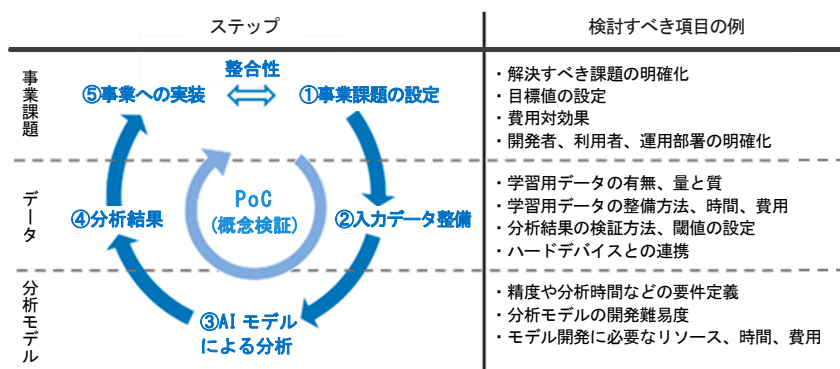 ステップ
検討すべき項目の例
事業課題
整合性
⑤事業への実装
①事業課題の設定
・解決すべき課題の明確化
・目標値の設定
・費用対効果
・開発者、利用者、運用部署の明確化
データ
④分析結果
PoC
(概念検証)
②入力データ整備
・学習用データの有無、量と質
・学習用データの整備方法、時間、費用
・分析結果の検証方法、閾値の設定
・ハードデバイスとの連携
分析モデル
③AI モデル
による分析
・精度や分析時間などの要件定義
・分析モデルの開発難易度
・モデル開発に必要なリソース、時間、費用